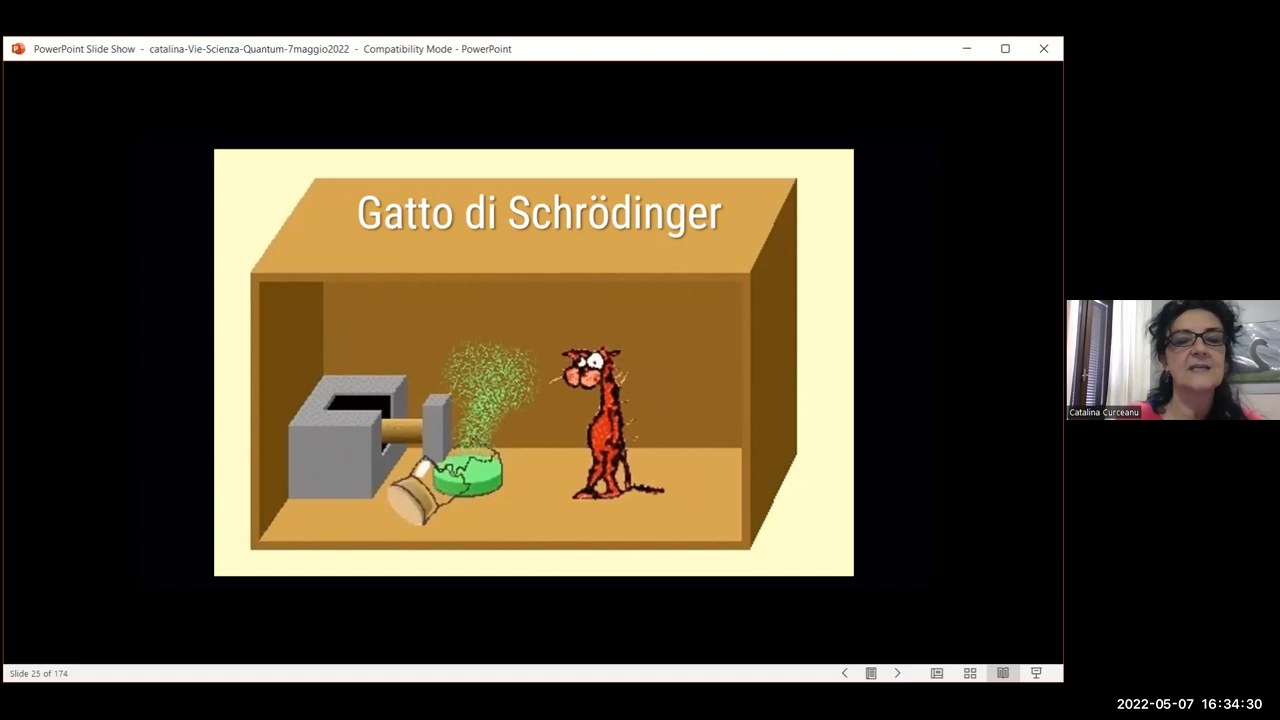 PowerPoint Slide Show - catalina-Vie-Scienza-Quantum-7maggio2022 - Compatibility Mode - PowerPoint
Gatto di Schrödinger
Catalina Curceanu
Slide 25 of 174
2022-05-07 16:34:30